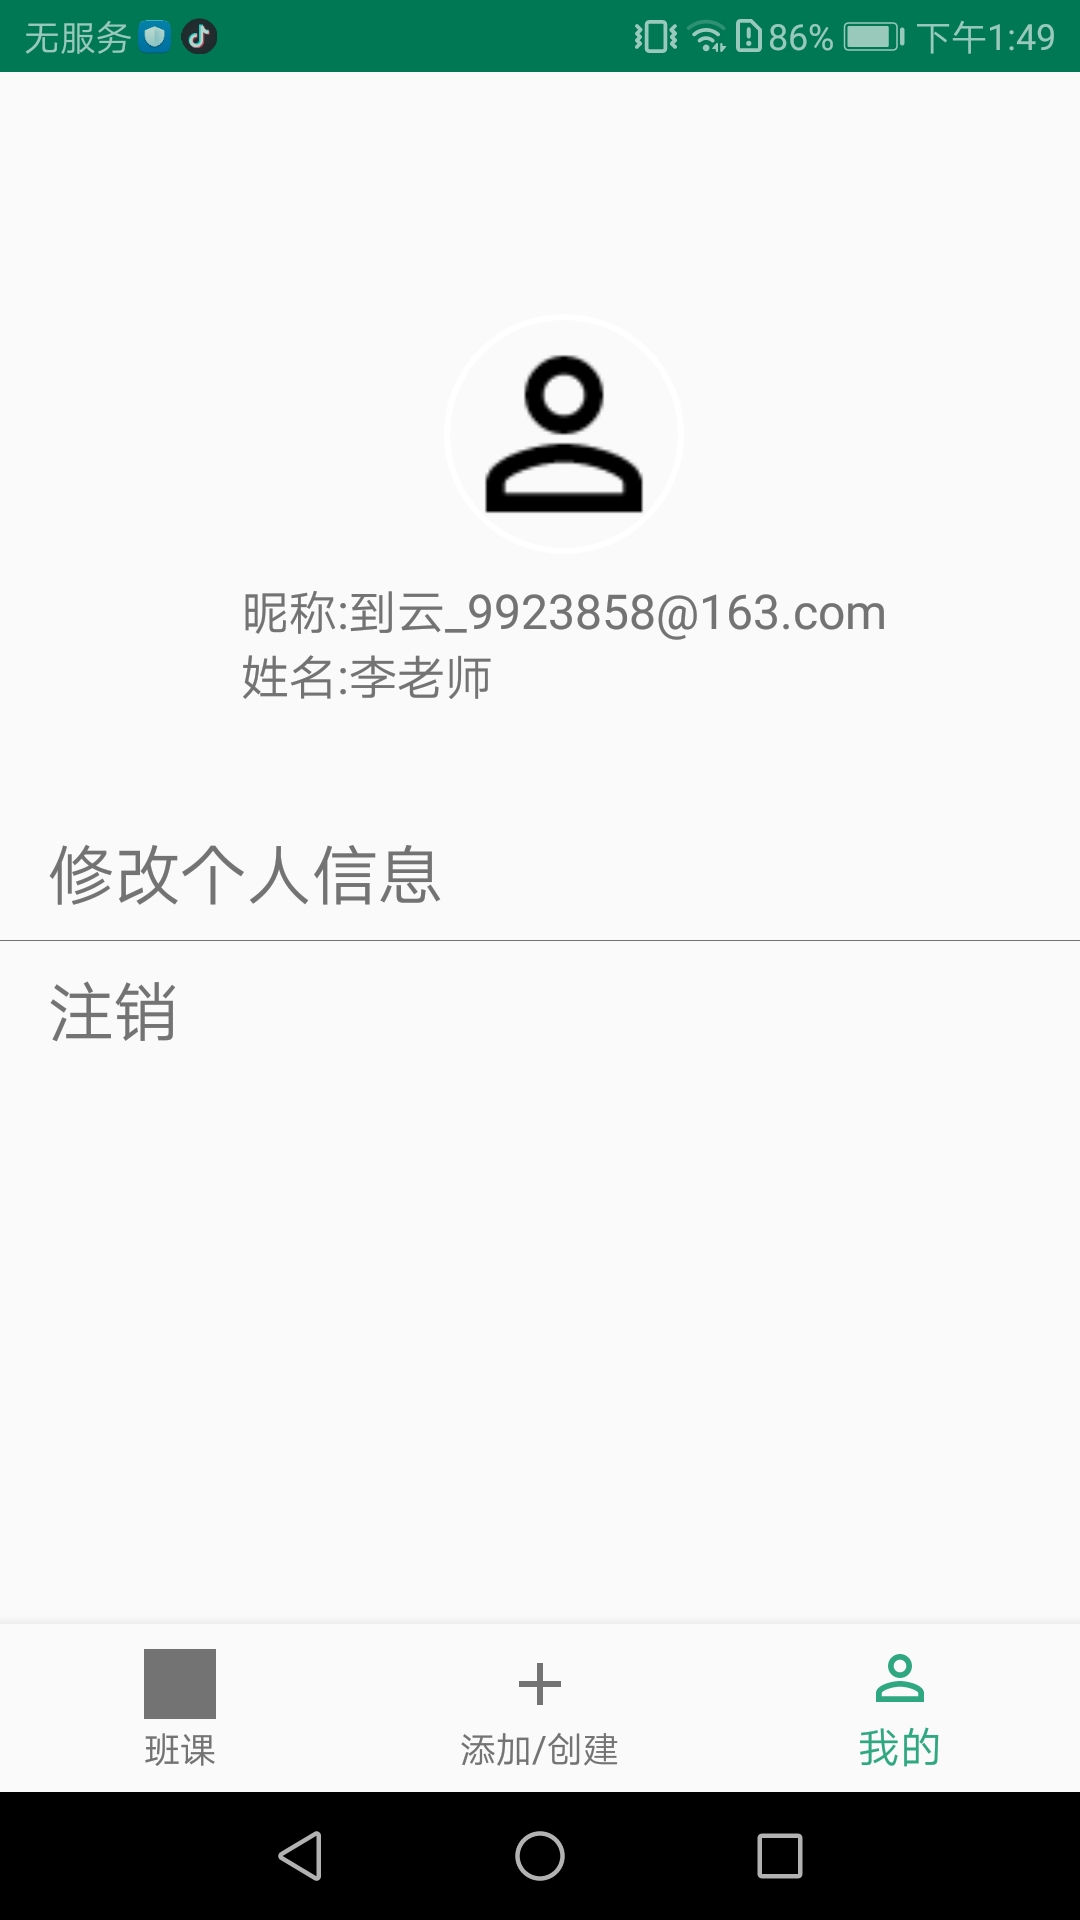 无服务 86% 下午1:49
昵称:到云_9923858@163.com
姓名:李老师
修改个人信息
注销
班课 添加/创建 我的